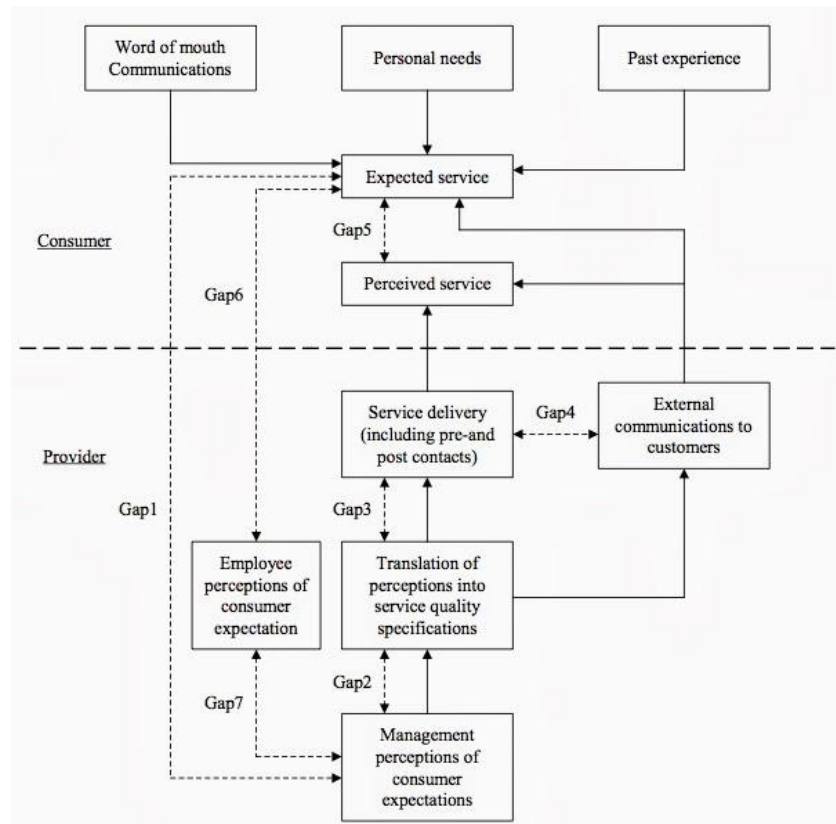 Word of mouth
Communications
Personal needs
Past experience
Expected service
Gap5
Consumer
Perceived service
Gap6
Service delivery
(including pre-and
post contacts)
Gap4
External
communications to
customers
Provider
Gap1
Gap3
Employee
perceptions of
consumer
expectation
Translation of
perceptions into
service quality
specifications
Gap2
Gap7
Management
perceptions of
consumer
expectations